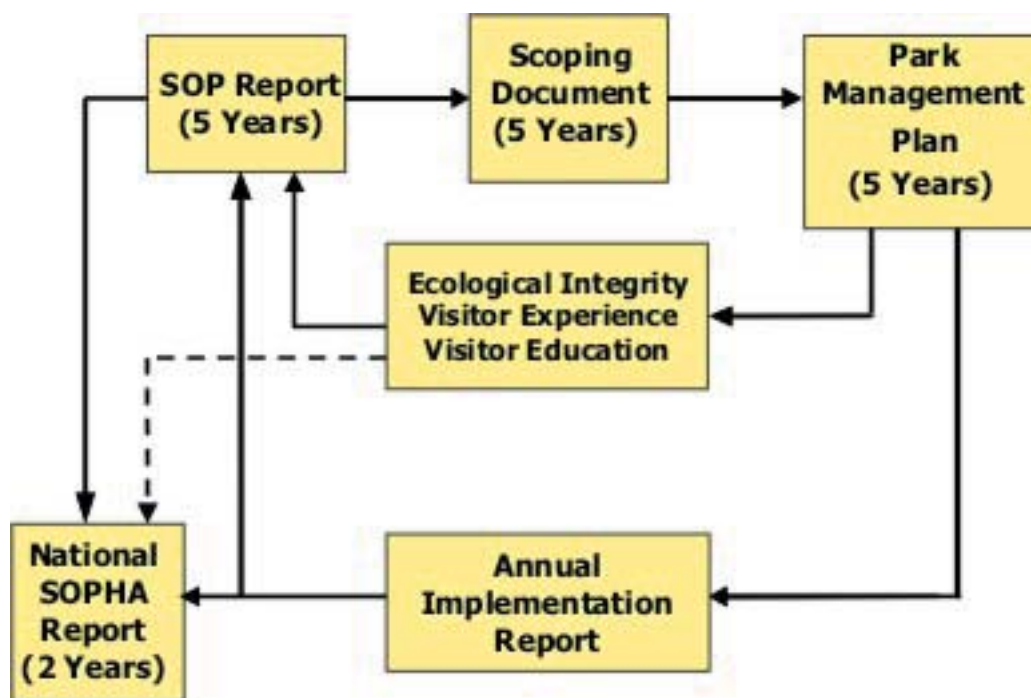 SOP Report
(5 Years)
Scoping
Document
(5 Years)
Park
Management
Plan
(5 Years)
Ecological Integrity
Visitor Experience
Visitor Education
National
SOPHA
Report
(2 Years)
Annual
Implementation
Report